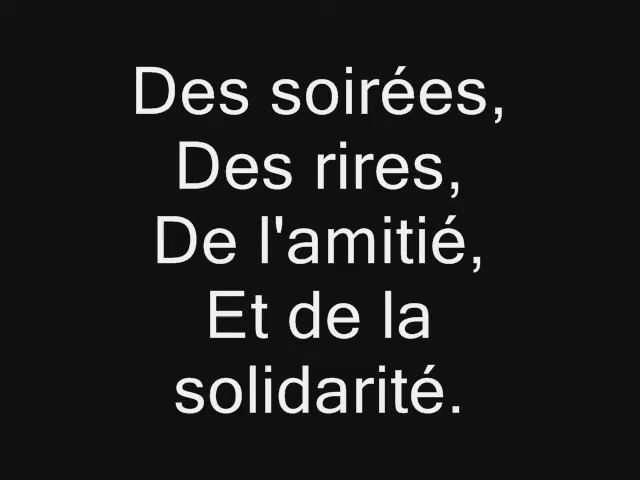 Des soirées,
Des rires,
De l'amitié,
Et de la
solidarité.